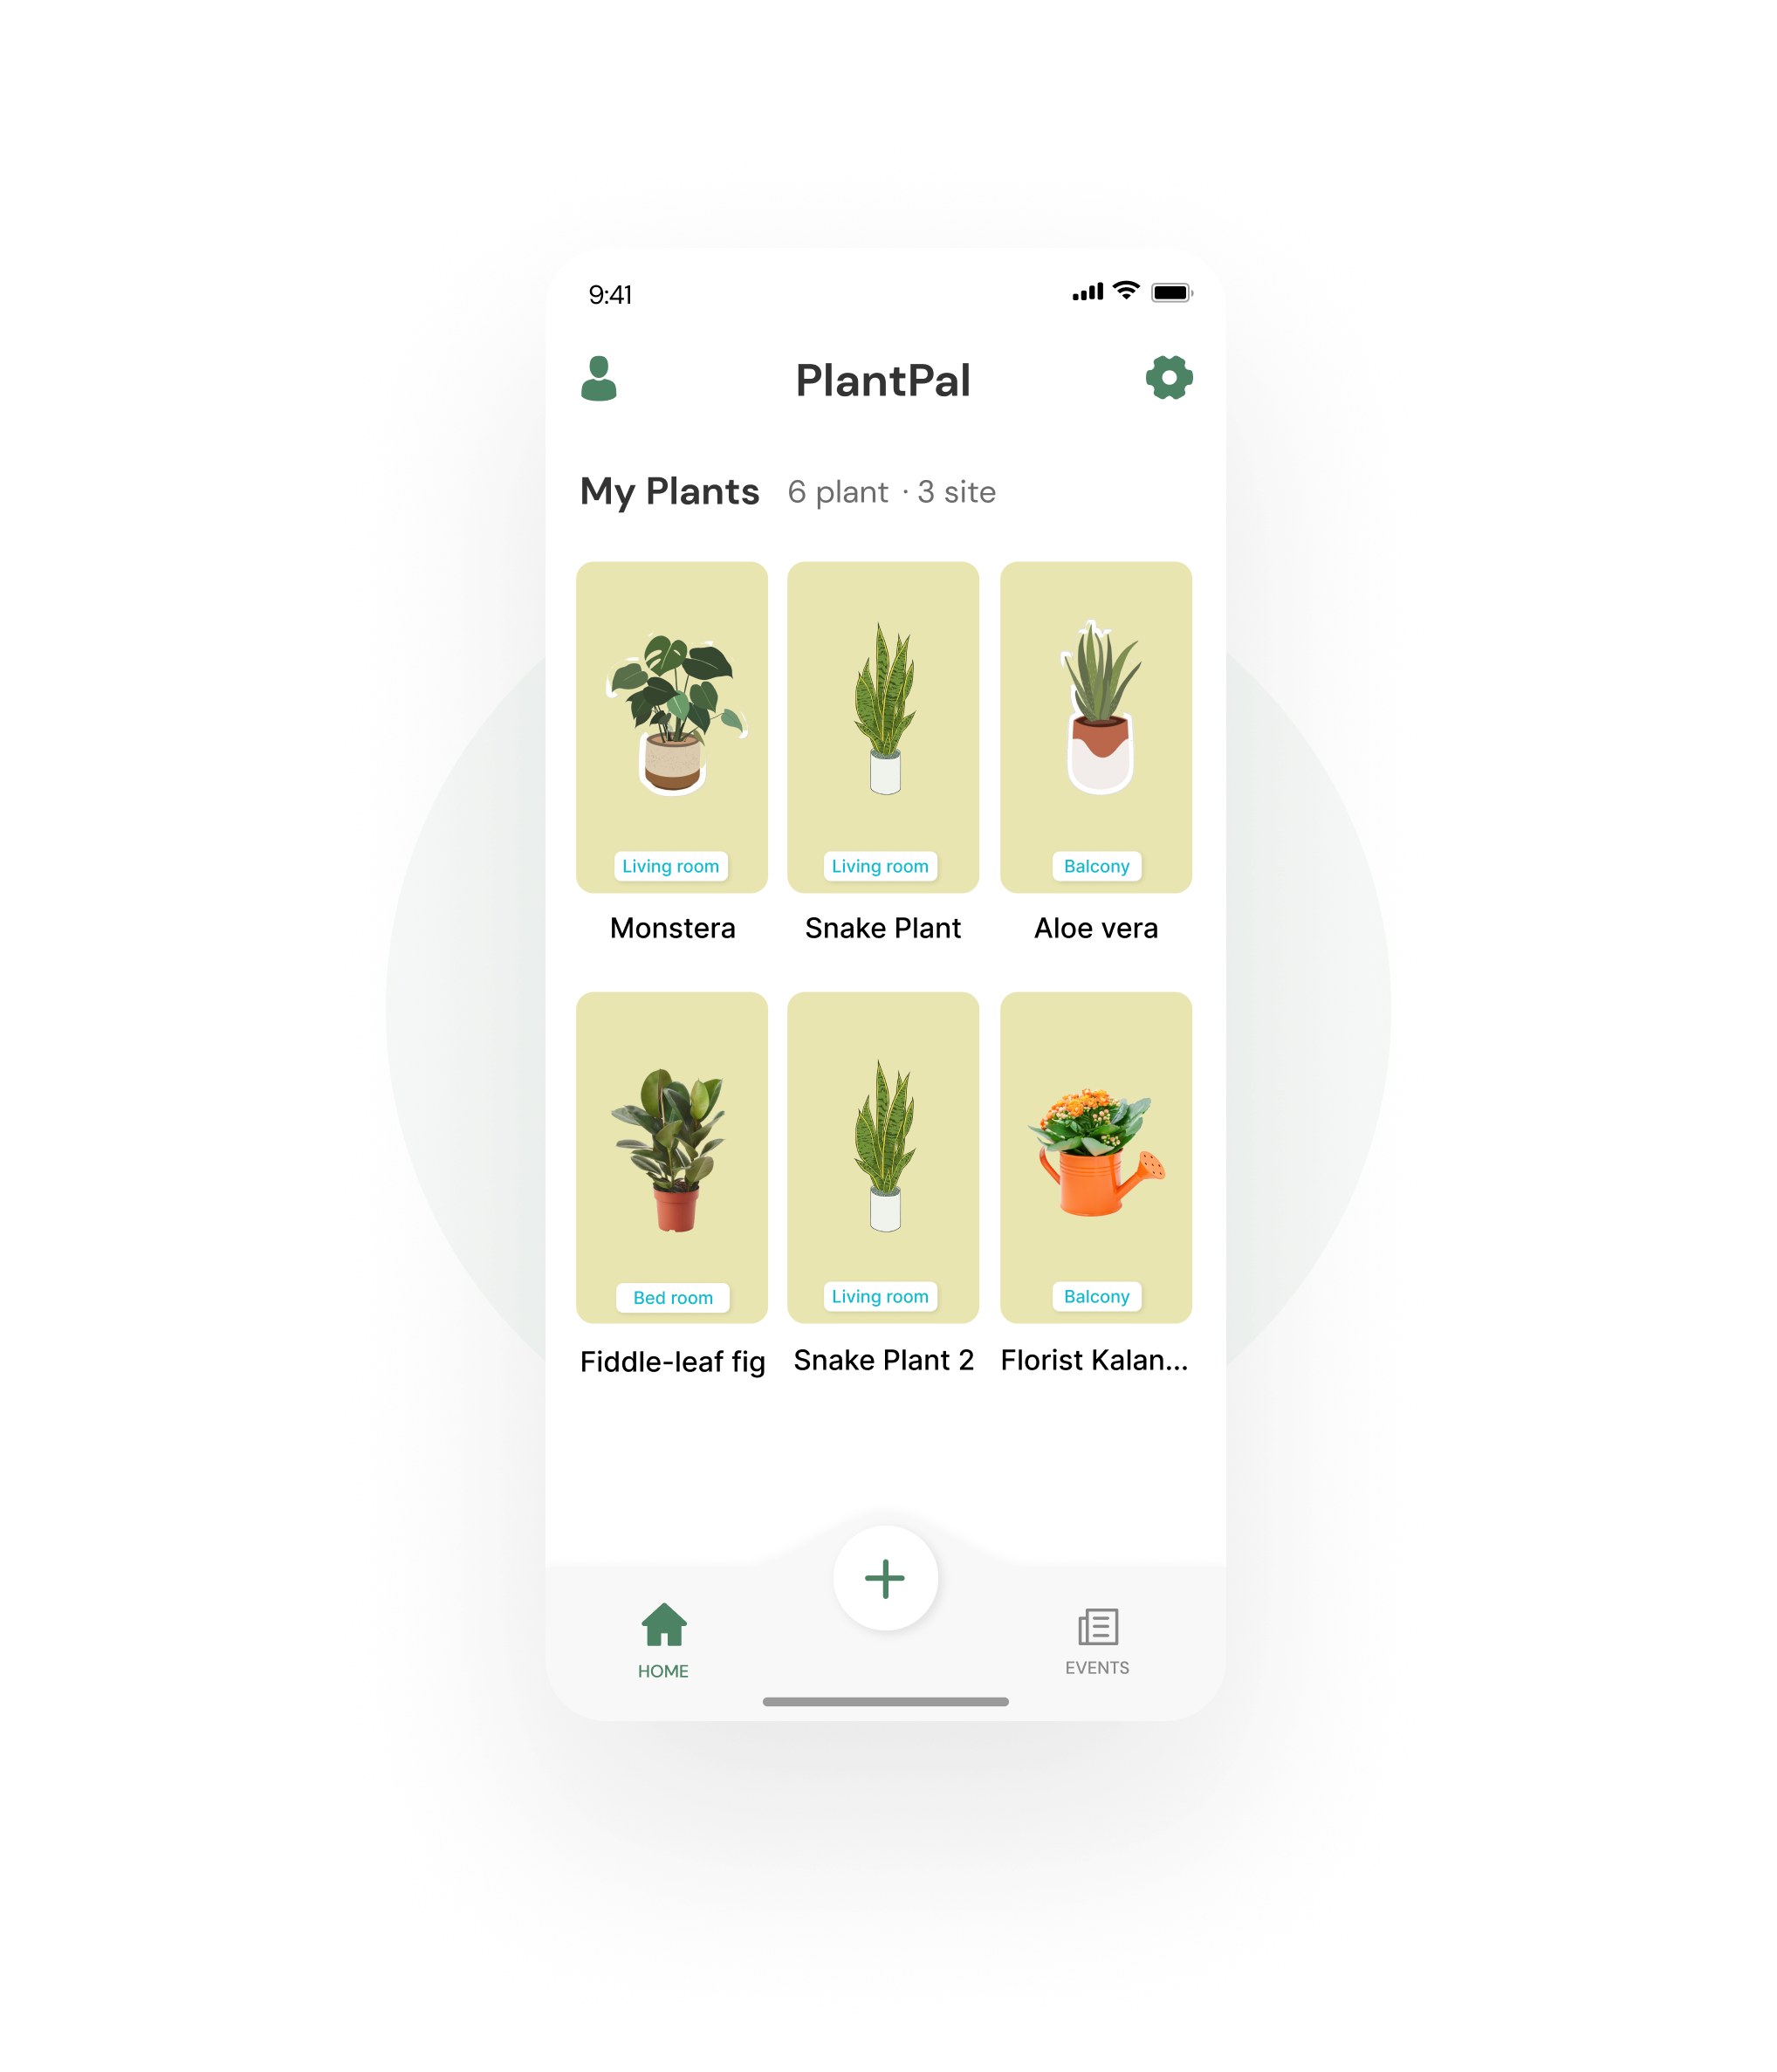 9:41
PlantPal
My Plants 6 plant · 3 site
Living room
Living room
Balcony
Monstera
Snake Plant
Aloe vera
Bed room
Living room
Balcony
Fiddle-leaf fig
Snake Plant 2
Florist Kalan...
HOME
EVENTS